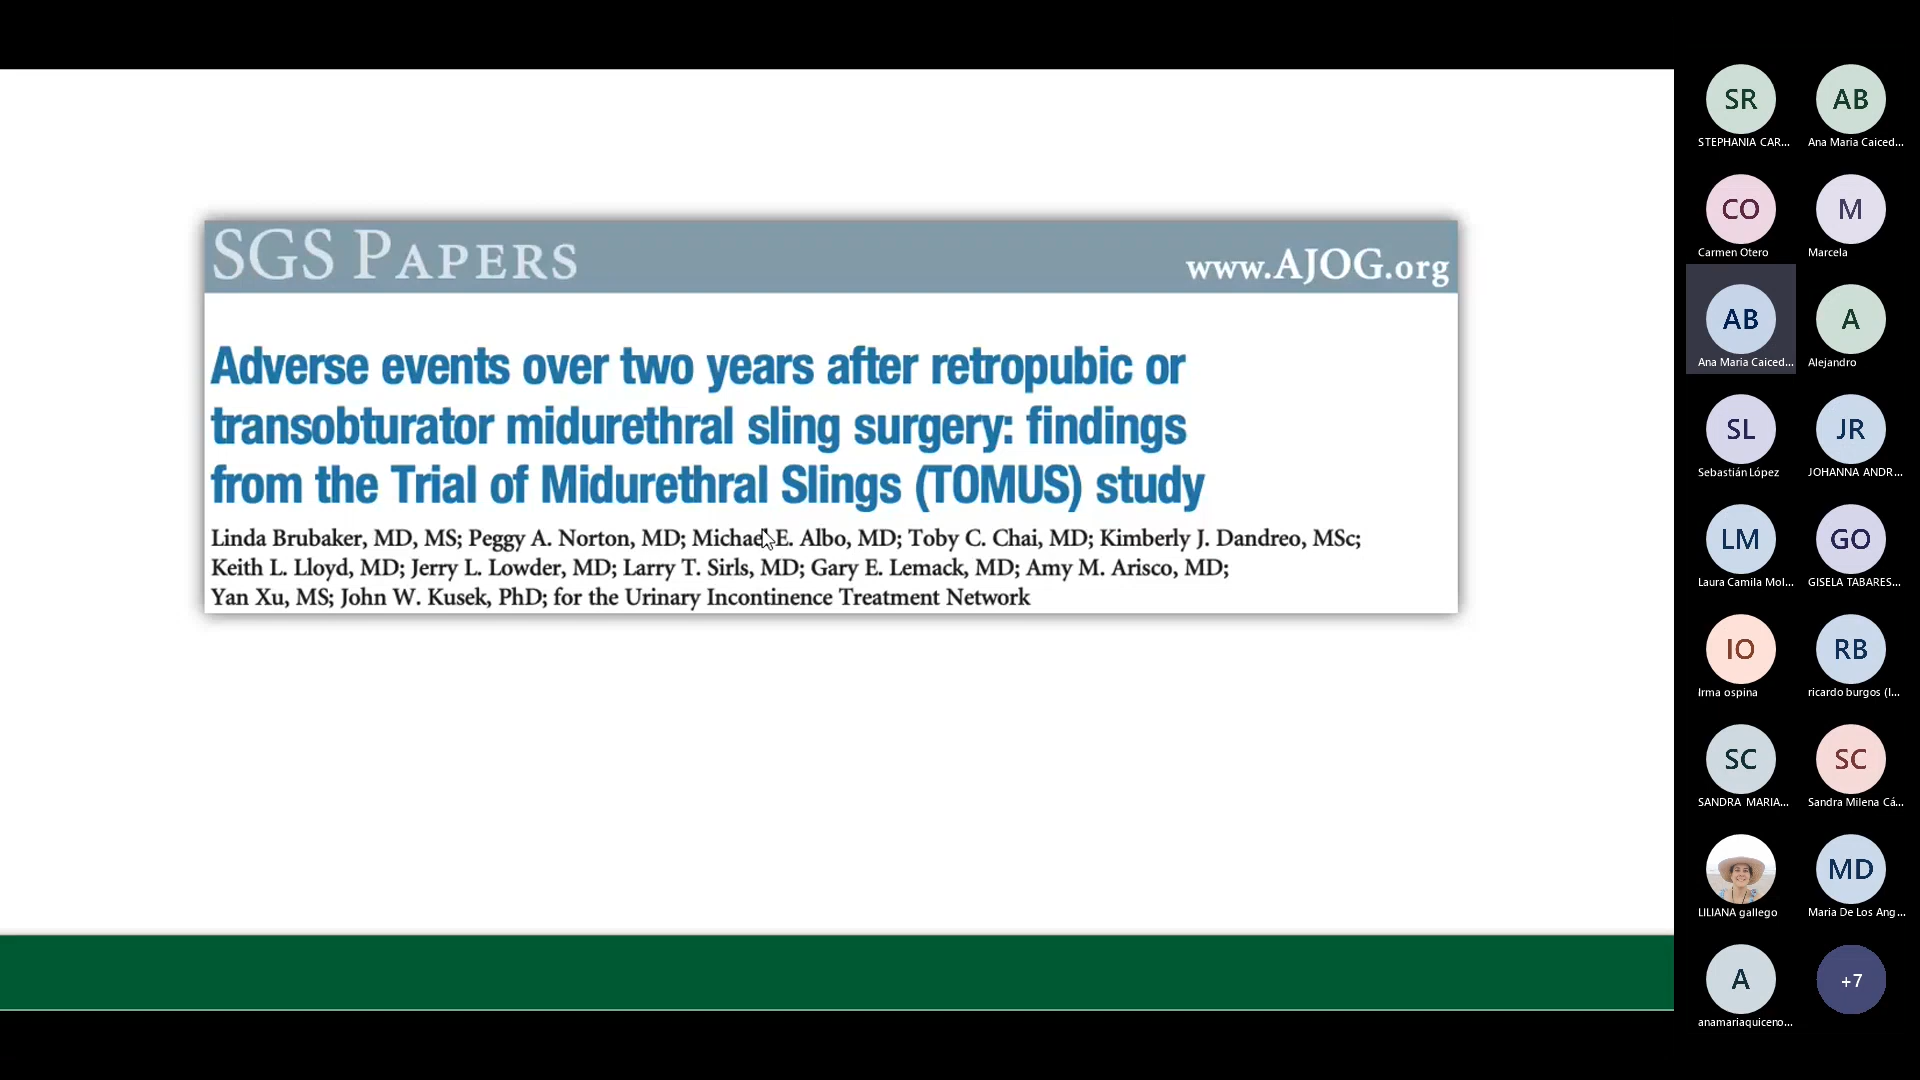 SGS PAPERS
www.AJOG.org
Adverse events over two years after retropubic or
transobturator midurethral sling surgery: findings
from the Trial of Midurethral Slings (TOMUS) study
Linda Brubaker, MD, MS; Peggy A. Norton, MD; Michael E. Albo, MD; Toby C. Chai, MD; Kimberly J. Dandreo, MSc;
Keith L. Lloyd, MD; Jerry L. Lowder, MD; Larry T. Sirls, MD; Gary E. Lemack, MD; Amy M. Arisco, MD;
Yan Xu, MS; John W. Kusek, PhD; for the Urinary Incontinence Treatment Network
SR
STEPHANIA CAR...
AB
Ana Maria Caiced...
CO
Carmen Otero
M
Marcela
AB
Ana María Caiced...
A
Alejandro
SL
Sebastián López
JR
JOHANNA ANDR...
LM
Laura Camila Mol...
GO
GISELA TABARES...
IO
Irma ospina
RB
ricardo burgos (I...
SC
SANDRA MARIA...
SC
Sandra Milena Cá...
LILIANA gallego
MD
Maria De Los Ang...
A
anamariaquiceno...
+7